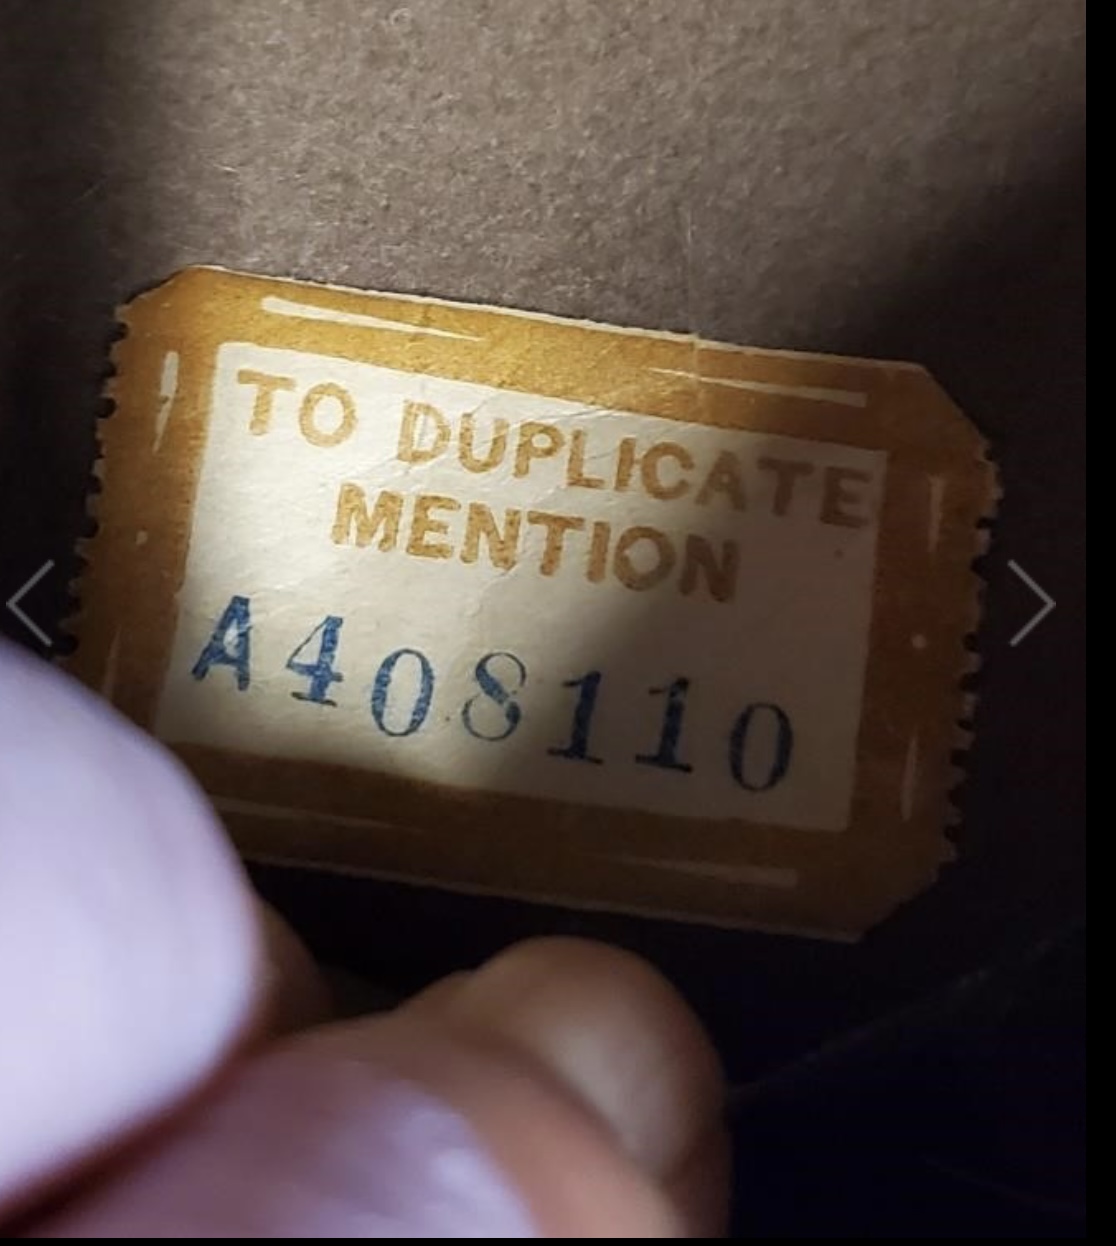 TO DUPLICATE
MENTION
A408110